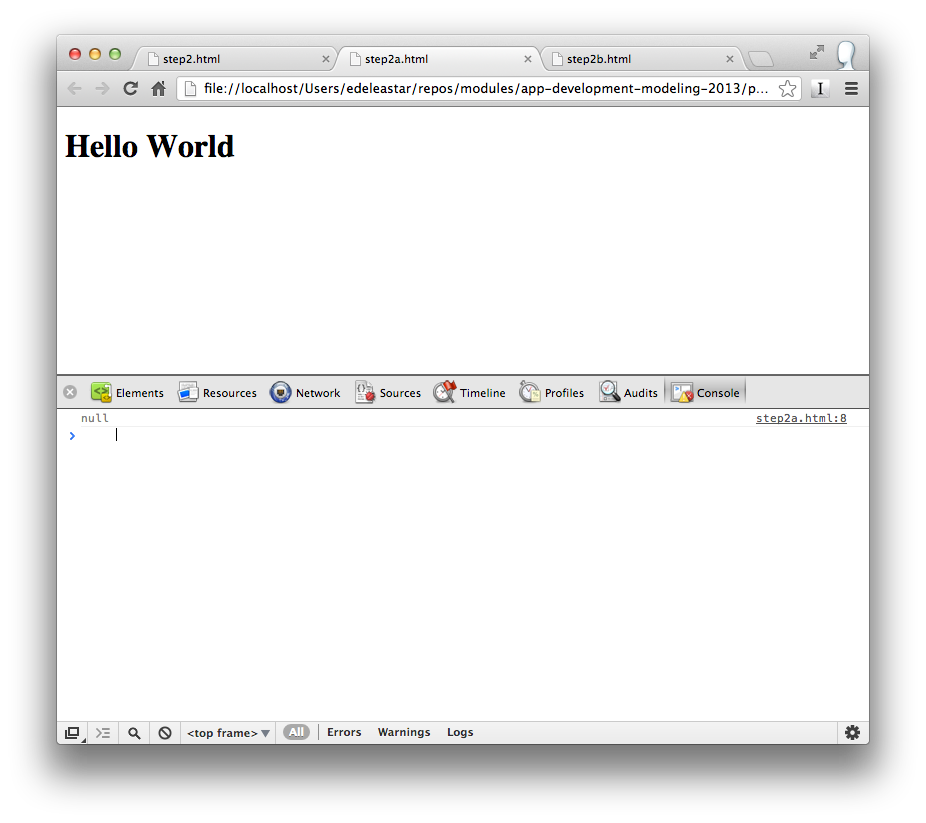 step2.html step2a.html step2b.html
file://localhost/Users/edeleastar/repos/modules/app-development-modeling-2013/p...
Hello World
Elements Resources Network Sources Timeline Profiles Audits Console
null step2a.html:8
<top frame> All Errors Warnings Logs